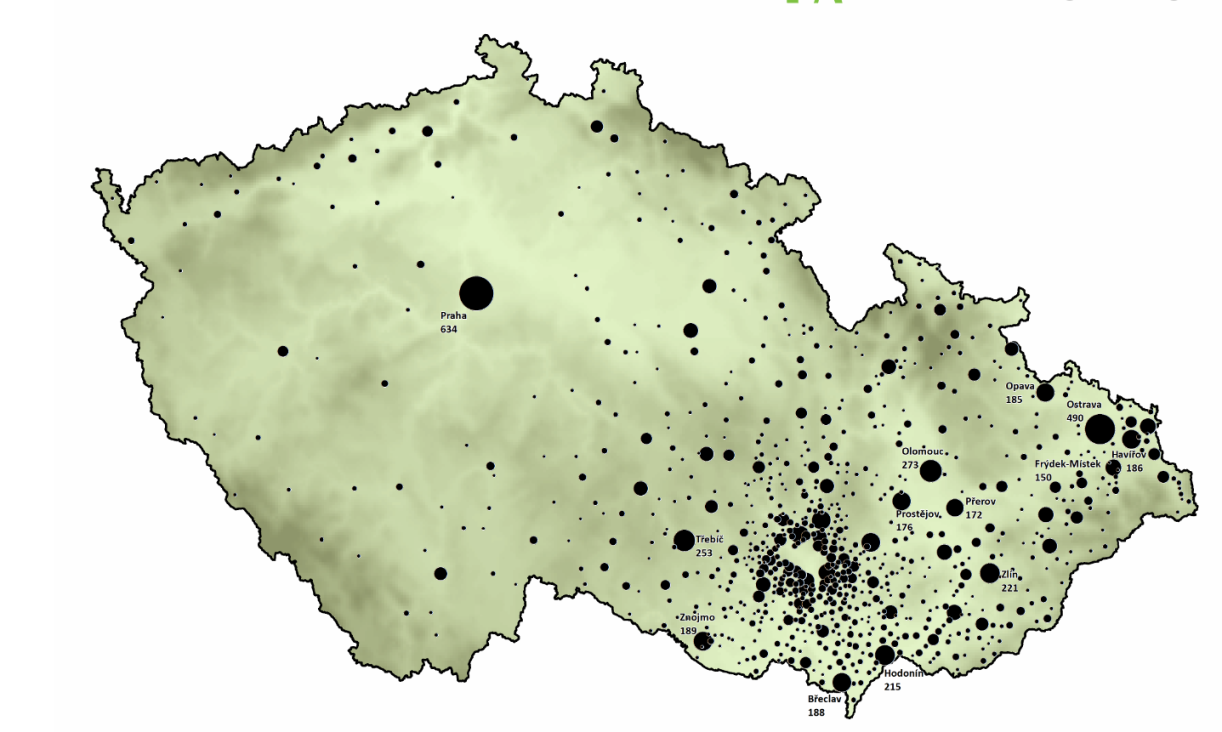 Praha
634
Opava
185
Ostrava
490
Olomouc
273
Havířov
186
Frýdek-Místek
150
Prostějov
176
Přerov
172
Třebíč
253
Zlín
221
Znojmo
189
Hodonín
215
Břeclav
188